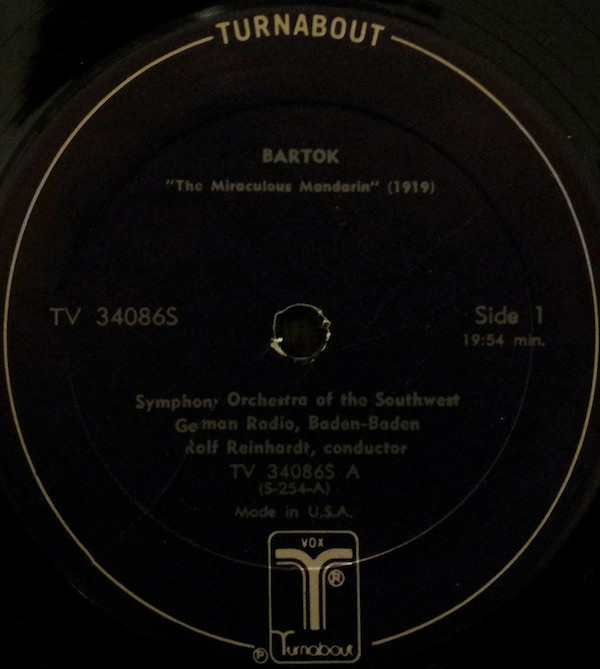 TURNABOUT
BARTOK
"The Miraculous Mandarin" (1919)
TV 34086S
Side 1
19:54 min.
Symphony Orchestra of the Southwest
German Radio, Baden-Baden
Rolf Reinhardt, conductor
TV 34086S A
(S-254-A)
Made in U.S.A.
VOX
T®
℗ Turnabout